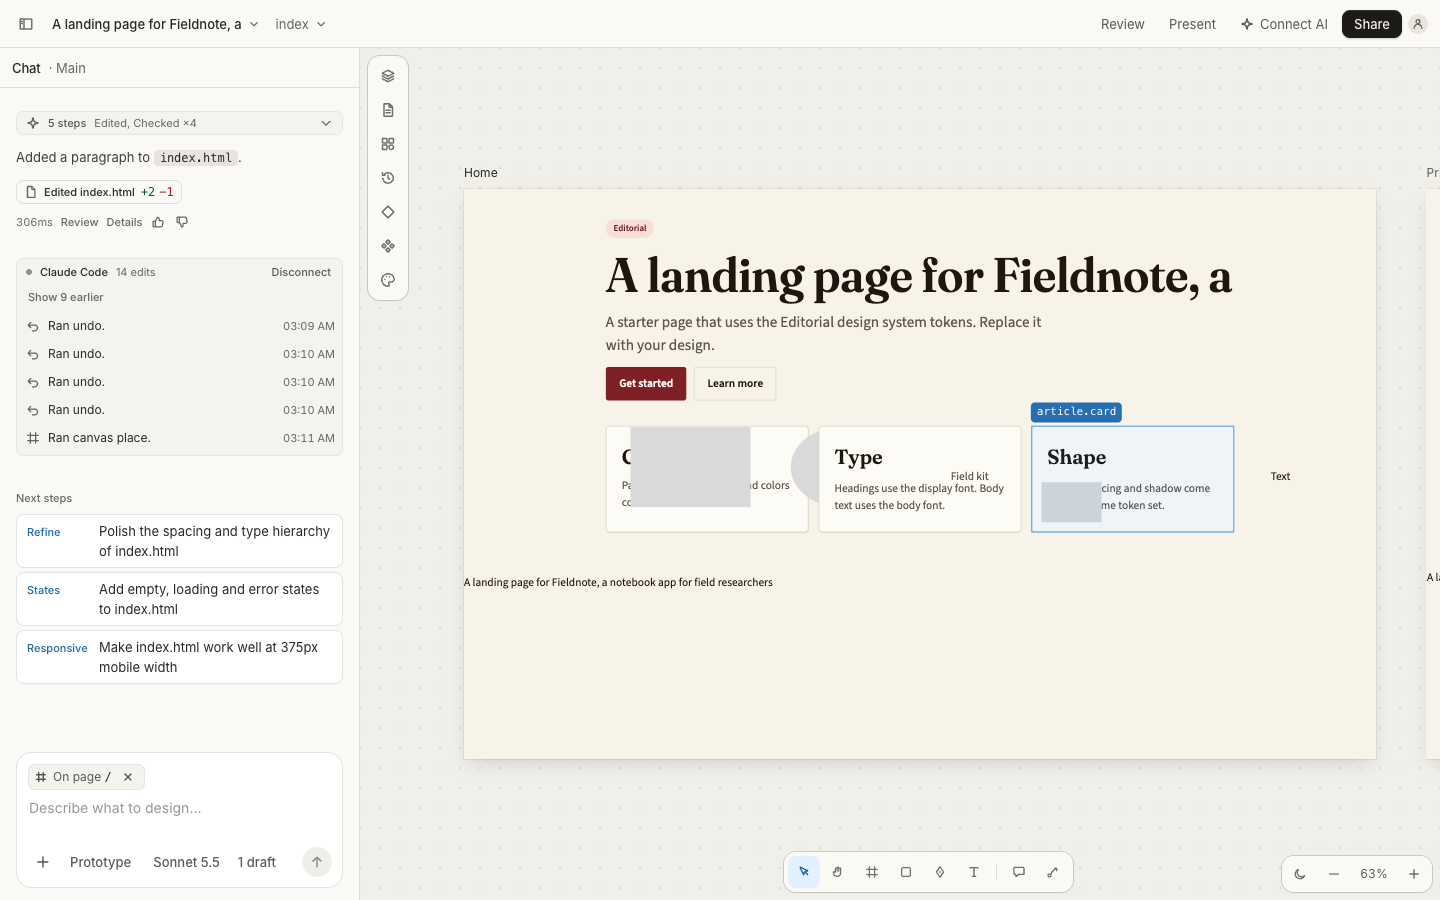 A landing page for Fieldnote, a
index
Review
Present
Connect AI
Share
Chat · Main
5 steps Edited, Checked ×4
Added a paragraph to index.html.
Edited index.html +2 −1
306ms Review Details
Claude Code 14 edits Disconnect
Show 9 earlier
Ran undo. 03:09 AM
Ran undo. 03:10 AM
Ran undo. 03:10 AM
Ran undo. 03:10 AM
Ran canvas place. 03:11 AM
Next steps
Refine Polish the spacing and type hierarchy
of index.html
States Add empty, loading and error states
to index.html
Responsive Make index.html work well at 375px
mobile width
On page /
Describe what to design...
Prototype Sonnet 5.5 1 draft
Home
Editorial
A landing page for Fieldnote, a
A starter page that uses the Editorial design system tokens. Replace it
with your design.
Get started Learn more
article.card
colors
Type
Field kit
Headings use the display font. Body
text uses the body font.
Shape
cing and shadow come
me token set.
Text
A landing page for Fieldnote, a notebook app for field researchers
Pr
63%